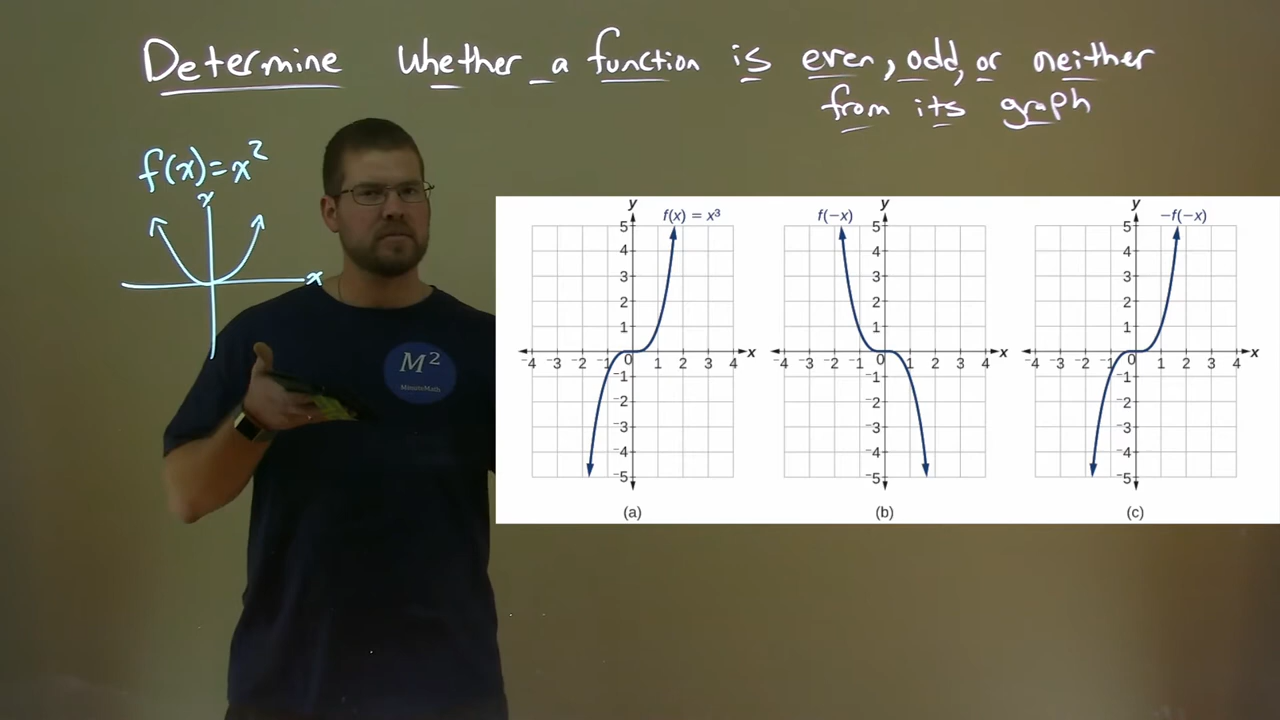 Determine whether a function is even, odd, or neither
from its graph
f(x)=x²
y
x
M²
MinuteMath
y
f(x) = x³
5
4
3
2
1
-4 -3 -2 -1 0 1 2 3 4 x
-1
-2
-3
-4
-5
(a)
f(-x)
y
5
4
3
2
1
-4 -3 -2 -1 0 1 2 3 4 x
-1
-2
-3
-4
-5
(b)
y
-f(-x)
5
4
3
2
1
-4 -3 -2 -1 0 1 2 3 4 x
-1
-2
-3
-4
-5
(c)